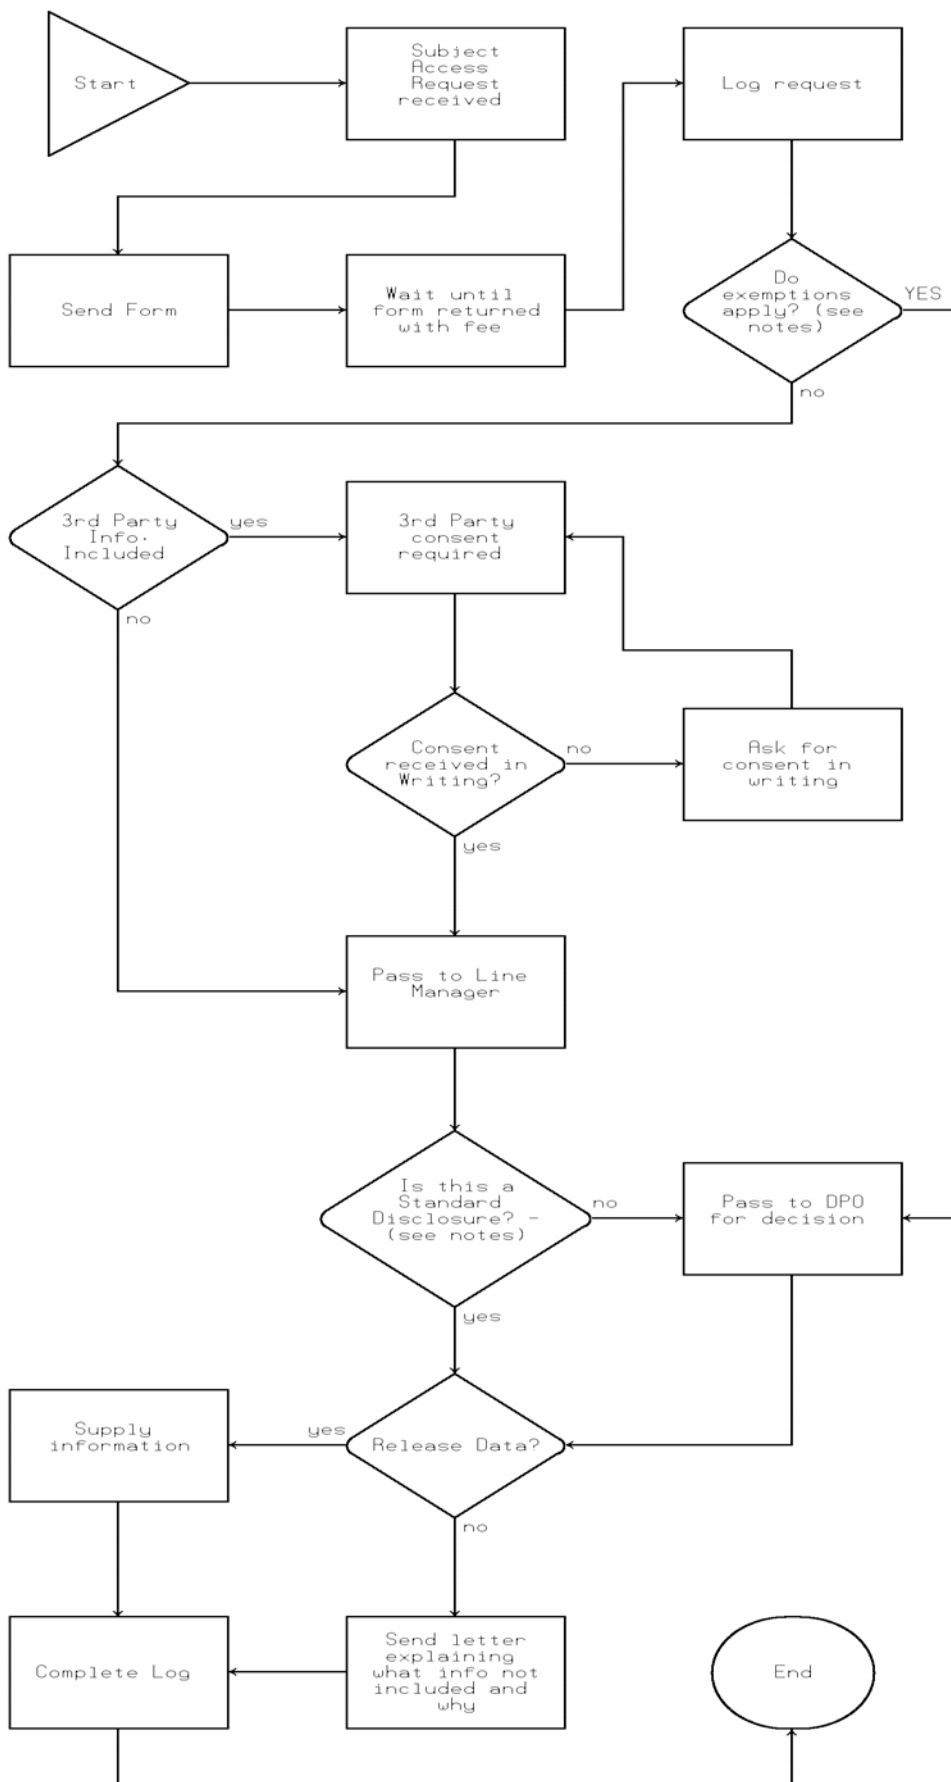 Start
Subject
Access
Request
received
Log request
Send Form
Wait until
form returned
with fee
Do
exemptions
apply? (see
notes)
YES
no
3rd Party
Info.
Included
yes
3rd Party
consent
required
no
Consent
received in
Writing?
no
Ask for
consent in
writing
yes
Pass to Line
Manager
Is this a
Standard
Disclosure? -
(see notes)
no
Pass to DPO
for decision
yes
Supply
information
yes
Release Data?
no
Complete Log
Send letter
explaining
what info not
included and
why
End